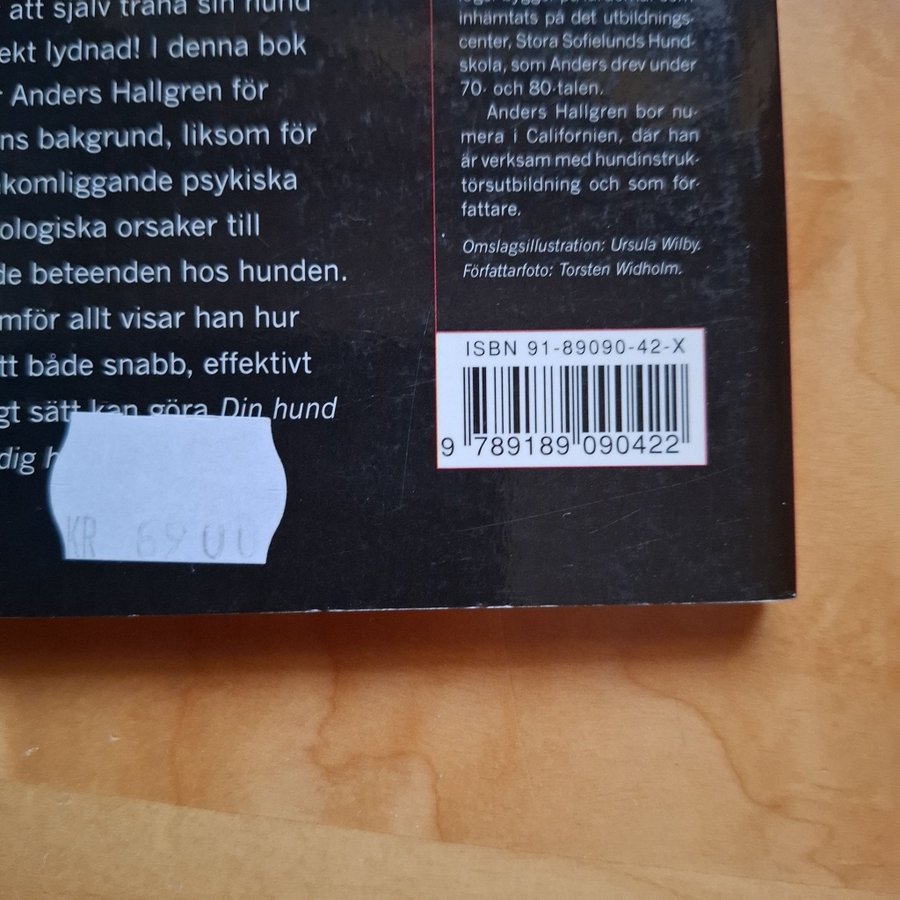 att själv träna sin hund
ekt lydnad! I denna bok
Anders Hallgren för
ns bakgrund, liksom för
komliggande psykiska
ologiska orsaker till
de beteenden hos hunden.
mför allt visar han hur
tt både snabb, effektivt
gt sätt kan göra Din hund
dig
KR 69 00
inhämtats på det utbildnings-
center, Stora Sofielunds Hund-
skola, som Anders drev under
70- och 80-talen.
Anders Hallgren bor nu-
mera i Californien, där han
är verksam med hundinstruk-
törsutbildning och som för-
fattare.
Omslagsillustration: Ursula Wilby.
Författarfoto: Torsten Widholm.
ISBN 91-89090-42-X
9 789189 090422